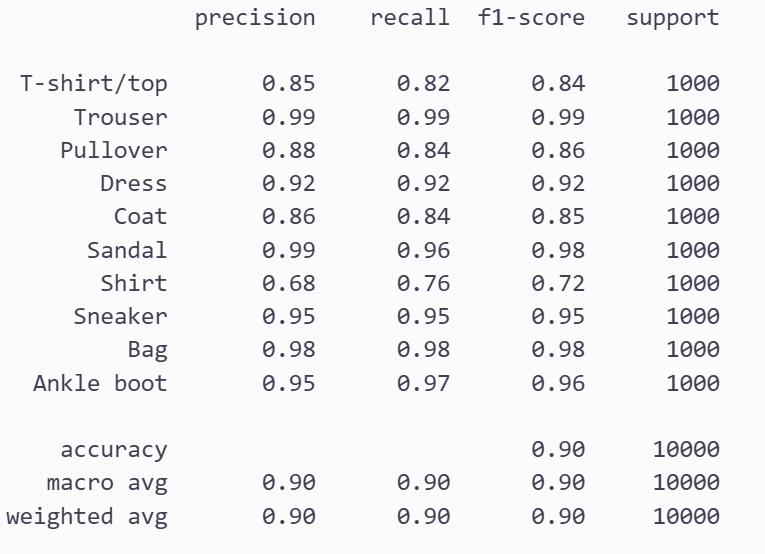 precision recall f1-score support
T-shirt/top 0.85 0.82 0.84 1000
Trouser 0.99 0.99 0.99 1000
Pullover 0.88 0.84 0.86 1000
Dress 0.92 0.92 0.92 1000
Coat 0.86 0.84 0.85 1000
Sandal 0.99 0.96 0.98 1000
Shirt 0.68 0.76 0.72 1000
Sneaker 0.95 0.95 0.95 1000
Bag 0.98 0.98 0.98 1000
Ankle boot 0.95 0.97 0.96 1000
accuracy 0.90 10000
macro avg 0.90 0.90 0.90 10000
weighted avg 0.90 0.90 0.90 10000